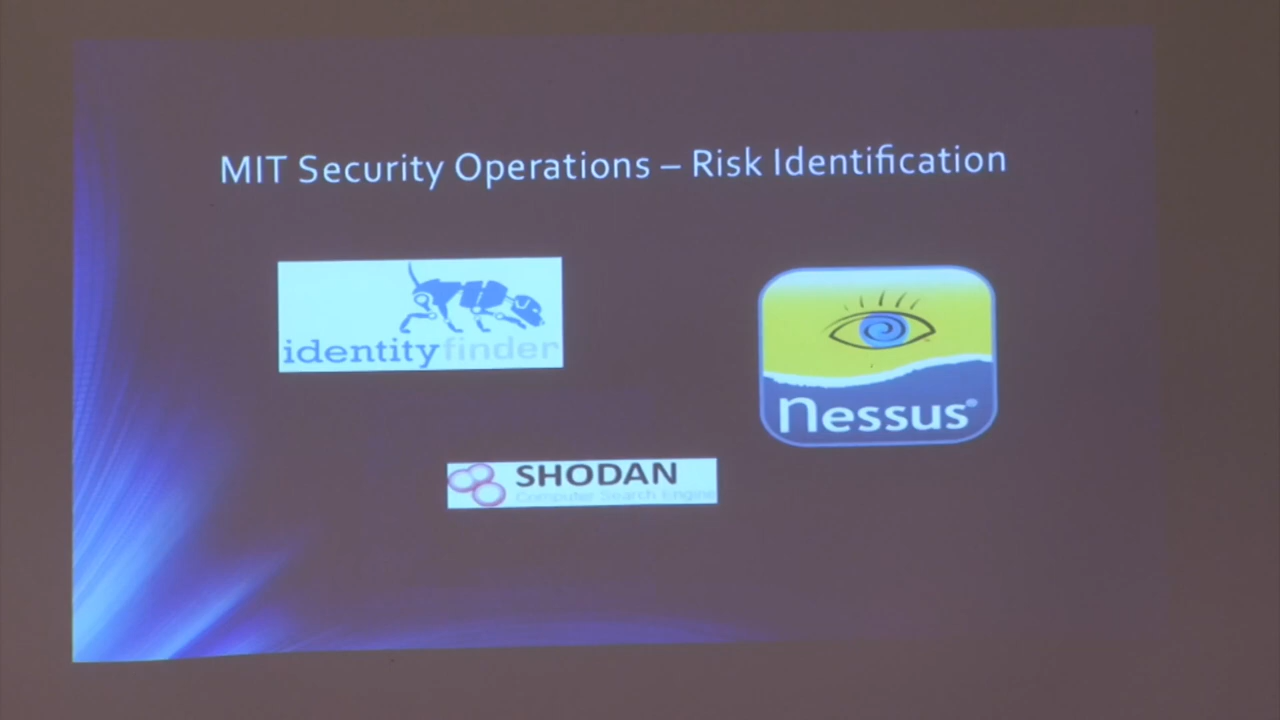 MIT Security Operations – Risk Identification
identityfinder
nessus®
SHODAN
Computer Search Engine